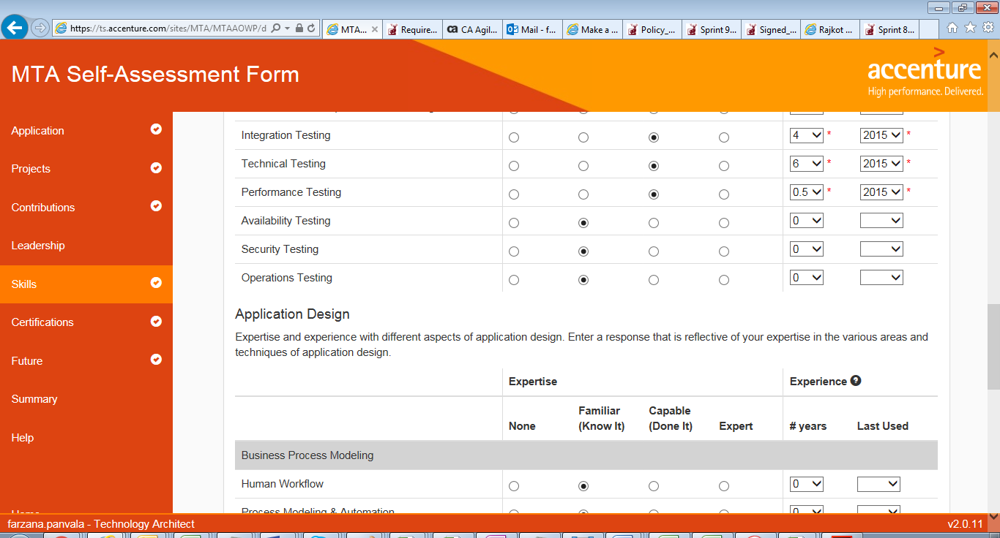 https://ts.accenture.com/sites/MTA/MTAAOWP/d
MTA...
Require...
CA Agil...
Mail - f...
Make a ...
Policy_...
Sprint 9...
Signed_...
Rajkot ...
Sprint 8...
MTA Self-Assessment Form
accenture
High performance. Delivered.
Application
Projects
Contributions
Leadership
Skills
Certifications
Future
Summary
Help
Integration Testing 4 * 2015 *
Technical Testing 6 * 2015 *
Performance Testing 0.5 * 2015 *
Availability Testing 0
Security Testing 0
Operations Testing 0
Application Design
Expertise and experience with different aspects of application design. Enter a response that is reflective of your expertise in the various areas and
techniques of application design.
Expertise Experience ?
None Familiar (Know It) Capable (Done It) Expert # years Last Used
Business Process Modeling
Human Workflow 0
Process Modeling & Automation 0
farzana.panvala - Technology Architect
v2.0.11